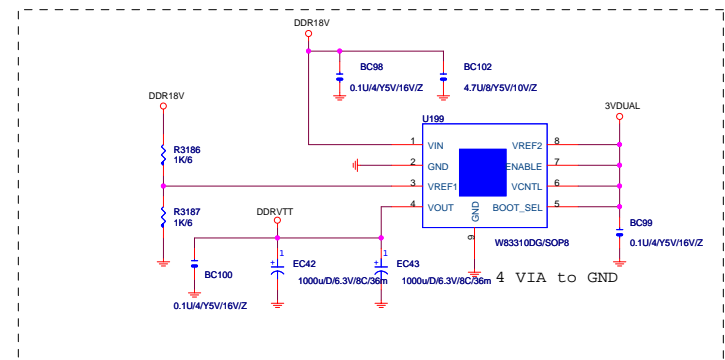 DDR18V
BC98
0.1U/4/Y5V/16V/Z
BC102
4.7U/8/Y5V/10V/Z
DDR18V
3VDUAL
U199
1 VIN
2 GND
3 VREF1
4 VOUT
VREF2 8
ENABLE 7
VCNTL 6
BOOT_SEL 5
GND
9
W83310DG/SOP8
R3186
1K/6
R3187
1K/6
DDRVTT
BC99
0.1U/4/Y5V/16V/Z
BC100
0.1U/4/Y5V/16V/Z
1
+
EC42
1000u/D/6.3V/8C/36m
1
+
EC43
1000u/D/6.3V/8C/36m
4 VIA to GND